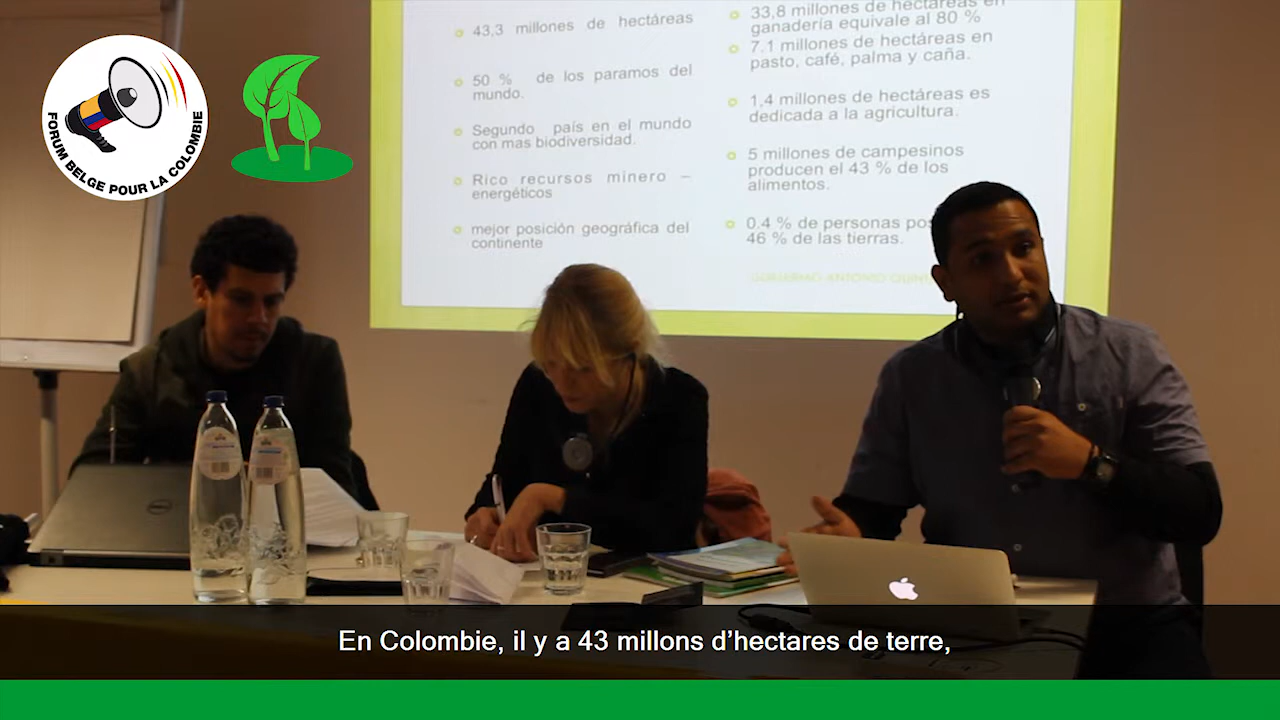 FORUM BELGE POUR LA COLOMBIE
43,3 millones de hectáreas
50 % de los paramos del
mundo.
Segundo país en el mundo
con mas biodiversidad.
Rico recursos minero –
energéticos
mejor posición geográfica del
continente
33,8 millones de hectáreas en
ganadería equivale al 80 %
7.1 millones de hectáreas en
pasto, café, palma y caña.
1,4 millones de hectáreas es
dedicada a la agricultura.
5 millones de campesinos
producen el 43 % de los
alimentos.
0.4 % de personas
46 % de las tierras.
DELL
En Colombie, il y a 43 millons d’hectares de terre,